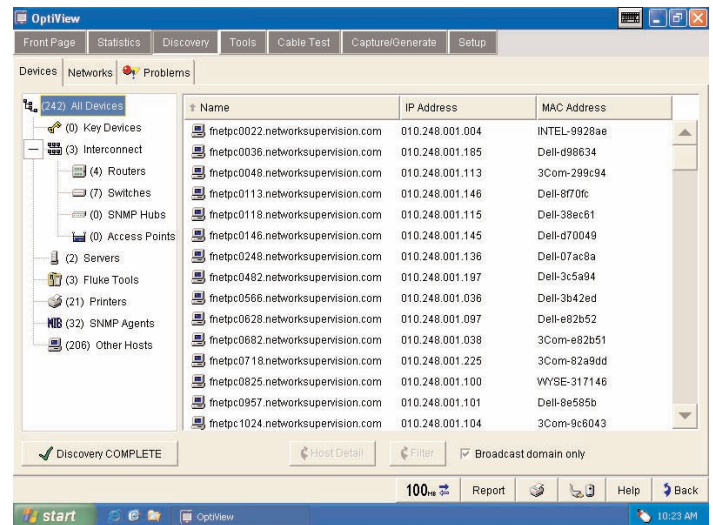 OptiView
Front Page Statistics Discovery Tools Cable Test Capture/Generate Setup
Devices Networks Problems
(242) All Devices
(0) Key Devices
(3) Interconnect
(4) Routers
(7) Switches
(0) SNMP Hubs
(0) Access Points
(2) Servers
(3) Fluke Tools
(21) Printers
MIB (32) SNMP Agents
(206) Other Hosts
Name IP Address MAC Address
fnetpc0022.networksupervision.com 010.248.001.004 INTEL-9928ae
fnetpc0036.networksupervision.com 010.248.001.185 Dell-d98634
fnetpc0048.networksupervision.com 010.248.001.113 3Com-299c94
fnetpc0113.networksupervision.com 010.248.001.146 Dell-8f70fc
fnetpc0118.networksupervision.com 010.248.001.115 Dell-38ec61
fnetpc0146.networksupervision.com 010.248.001.145 Dell-d70049
fnetpc0248.networksupervision.com 010.248.001.136 Dell-07ac8a
fnetpc0482.networksupervision.com 010.248.001.197 Dell-3c5a94
fnetpc0566.networksupervision.com 010.248.001.036 Dell-3b42ed
fnetpc0628.networksupervision.com 010.248.001.097 Dell-e82b52
fnetpc0682.networksupervision.com 010.248.001.038 3Com-e82b51
fnetpc0718.networksupervision.com 010.248.001.225 3Com-82a9dd
fnetpc0825.networksupervision.com 010.248.001.100 WYSE-317146
fnetpc0957.networksupervision.com 010.248.001.101 Dell-8e585b
fnetpc1024.networksupervision.com 010.248.001.104 3Com-9c6043
Discovery COMPLETE Host Detail Filter Broadcast domain only
100MB Report Help Back
start OptiView 10:23 AM